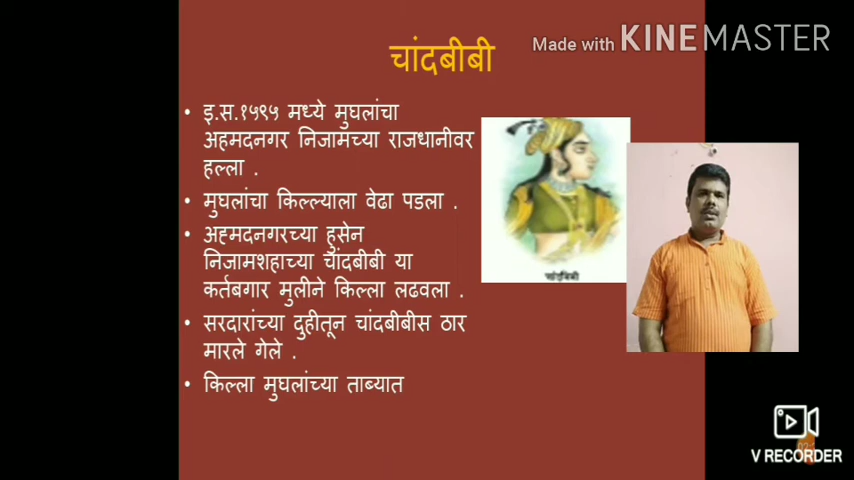 चांदबीबी
Made with KINEMASTER
• इ.स.१५९५ मध्ये मुघलांचा
अहमदनगर निजामच्या राजधानीवर
हल्ला .
• मुघलांचा किल्ल्याला वेढा पडला .
• अहमदनगरच्या हुसेन
निजामशहाच्या चांदबीबी या
कर्तबगार मुलीने किल्ला लढवला .
• सरदारांच्या दुहीतून चांदबीबीस ठार
मारले गेले .
• किल्ला मुघलांच्या ताब्यात
चांदबिबी
V RECORDER